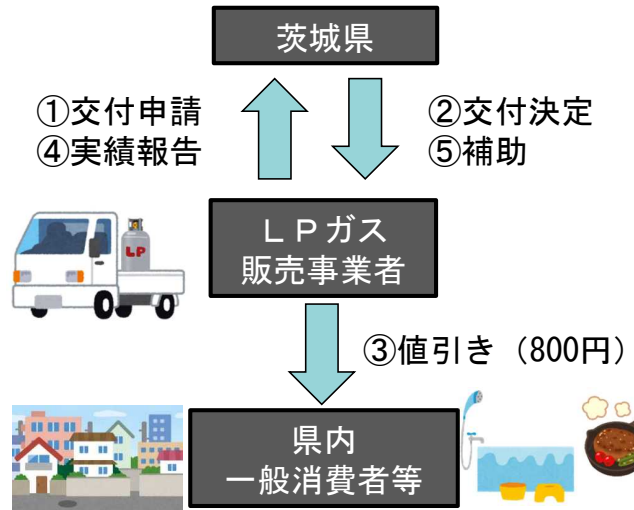 茨城県
①交付申請
④実績報告
②交付決定
⑤補助
LP
ＬＰガス
販売事業者
③値引き（800円）
県内
一般消費者等